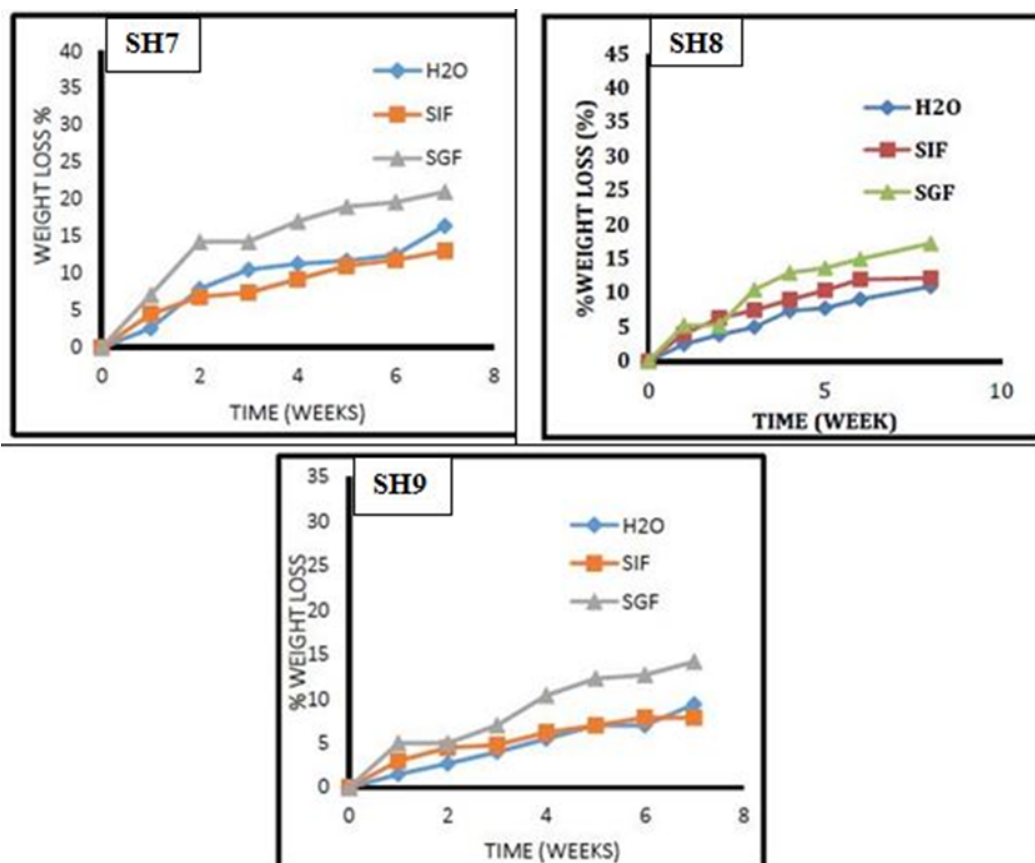 SH7
40
35
30
25
20
15
10
5
0
WEIGHT LOSS %
H2O
SIF
SGF
0 2 4 6 8
TIME (WEEKS)
SH8
45
40
35
30
25
20
15
10
5
0
%WEIGHT LOSS (%)
H2O
SIF
SGF
0 5 10
TIME (WEEK)
SH9
35
30
25
20
15
10
5
0
% WEIGHT LOSS
H2O
SIF
SGF
0 2 4 6 8
TIME (WEEKS)